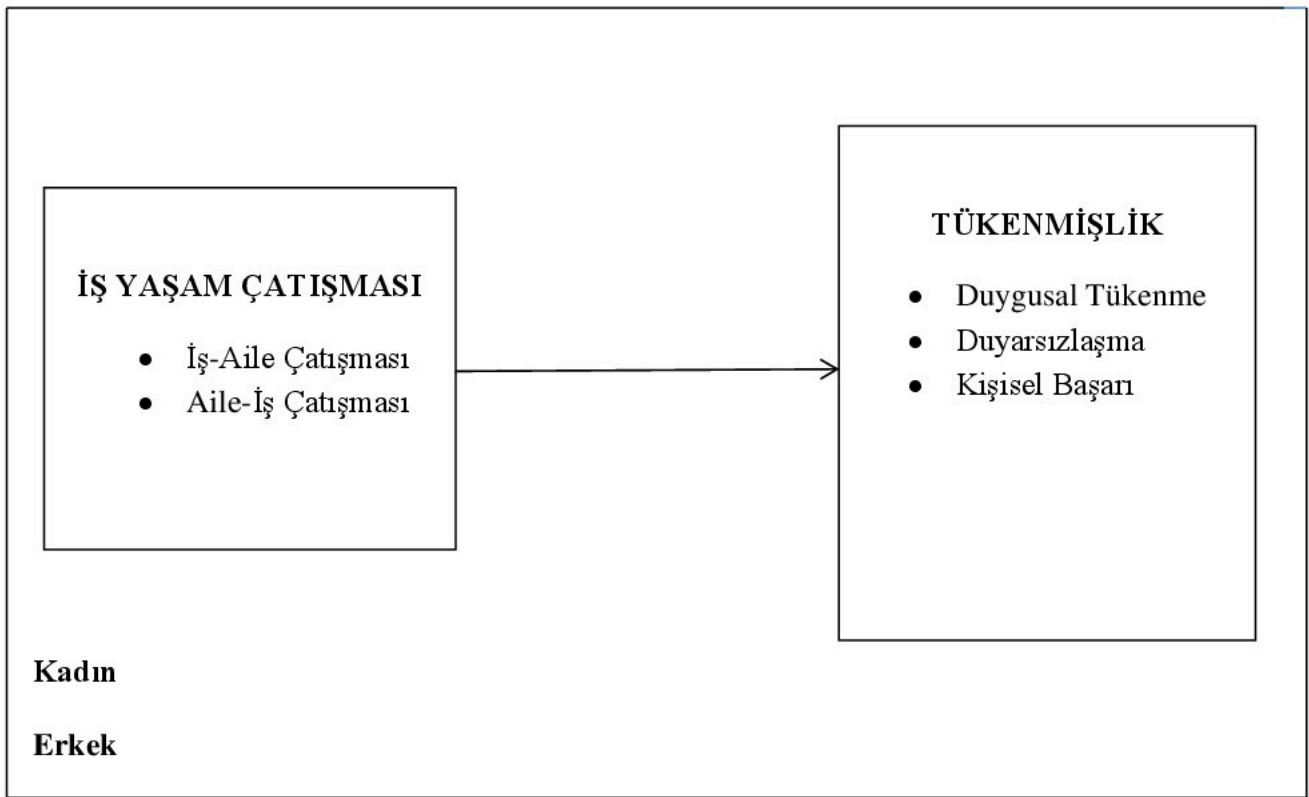 İŞ YAŞAM ÇATIŞMASI
● İş-Aile Çatışması
● Aile-İş Çatışması
TÜKENMİŞLİK
● Duygusal Tükenme
● Duyarsızlaşma
● Kişisel Başarı
Kadın
Erkek